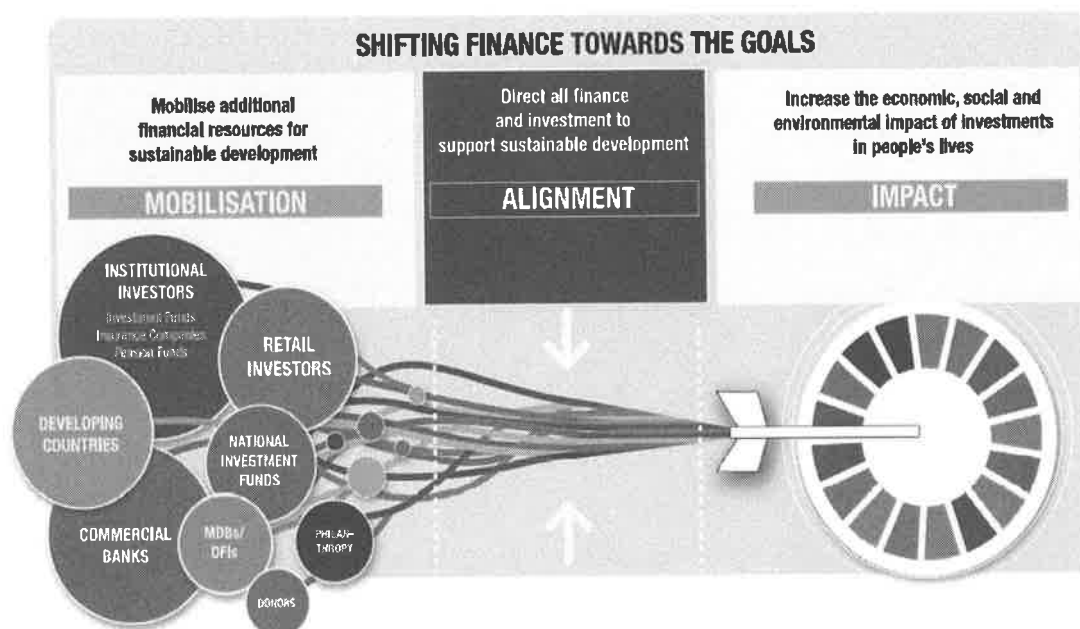 SHIFTING FINANCE TOWARDS THE GOALS
Mobilise additional
financial resources for
sustainable development
MOBILISATION
Direct all finance
and investment to
support sustainable development
ALIGNMENT
Increase the economic, social and
environmental impact of investments
in people's lives
IMPACT
INSTITUTIONAL
INVESTORS
Investment Funds
Insurance Companies
Pension Funds
RETAIL
INVESTORS
DEVELOPING
COUNTRIES
NATIONAL
INVESTMENT
FUNDS
COMMERCIAL
BANKS
MDBs/
DFIs
PHILAN-
THROPY
DONORS